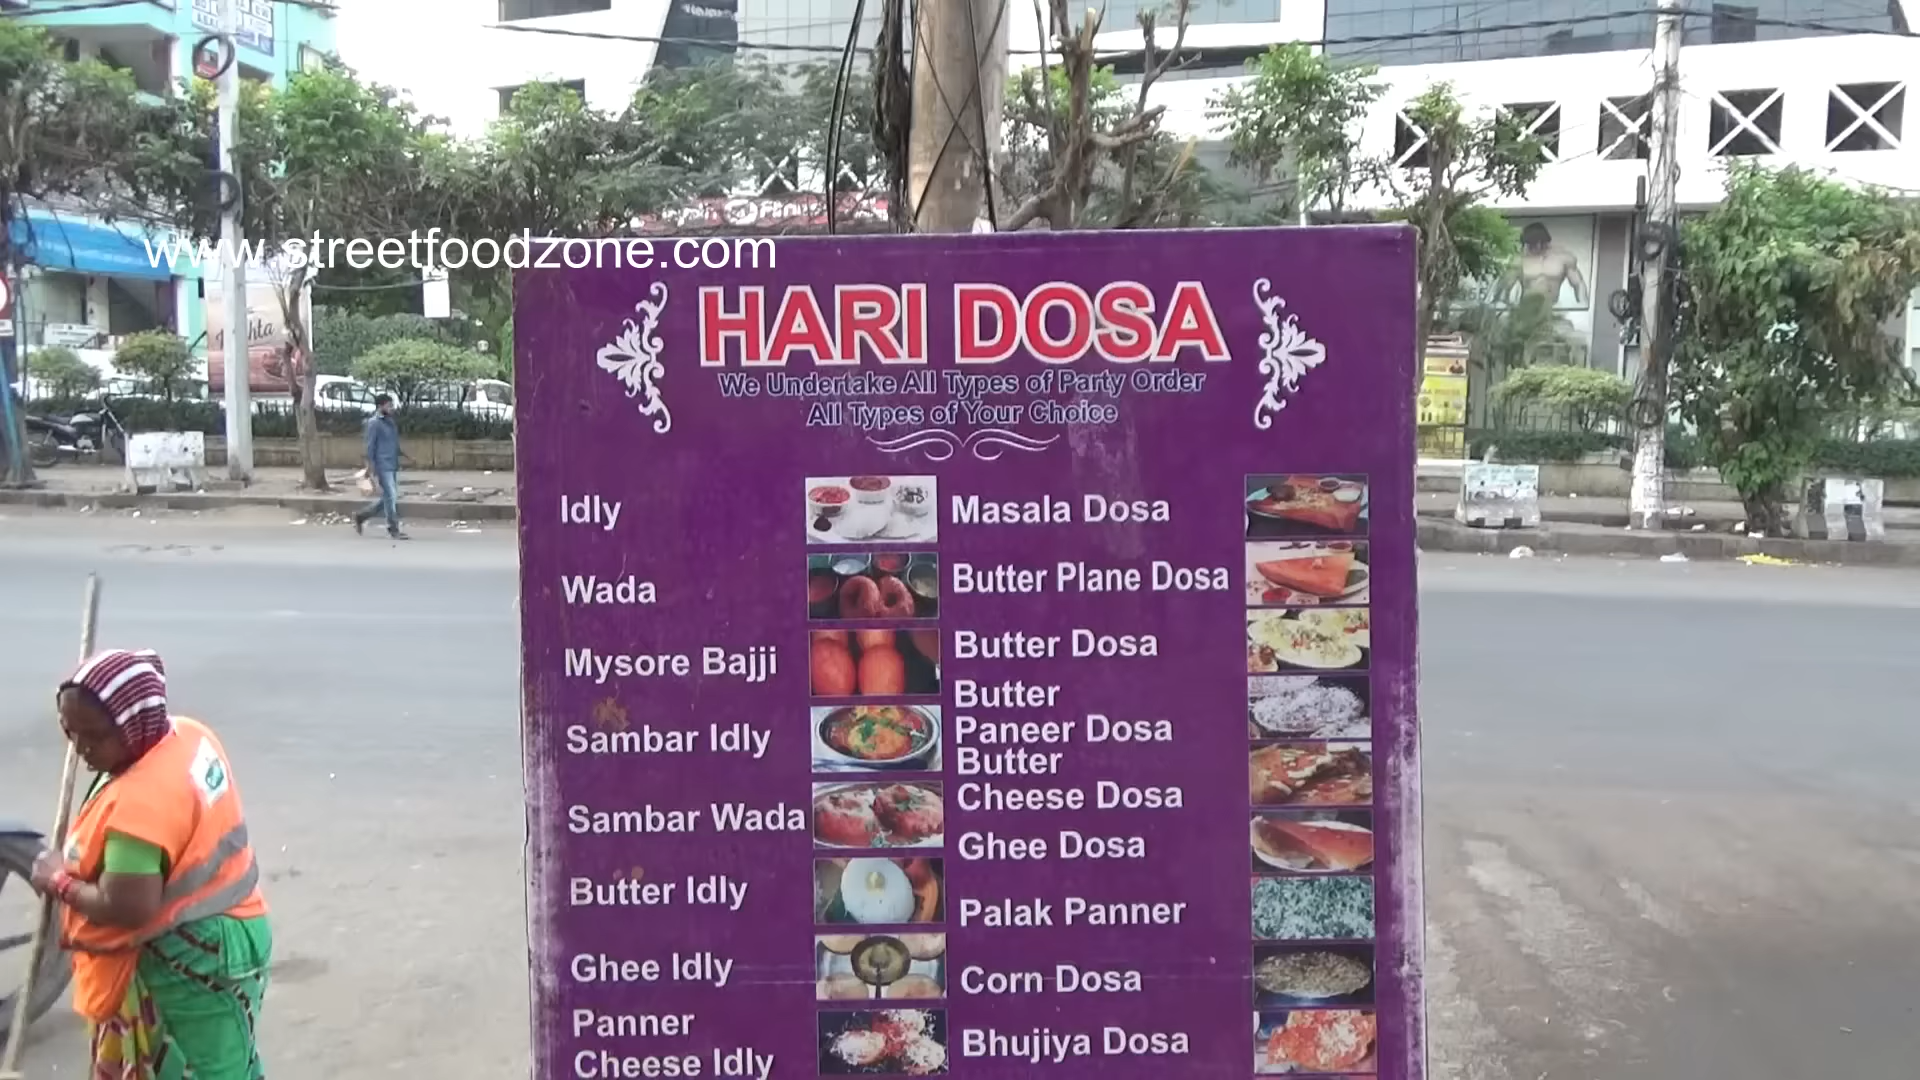 www.streetfoodzone.com
HARI DOSA
We Undertake All Types of Party Order
All Types of Your Choice
Idly
Wada
Mysore Bajji
Sambar Idly
Sambar Wada
Butter Idly
Ghee Idly
Panner
Cheese Idly
Masala Dosa
Butter Plane Dosa
Butter Dosa
Butter
Paneer Dosa
Butter
Cheese Dosa
Ghee Dosa
Palak Panner
Corn Dosa
Bhujiya Dosa